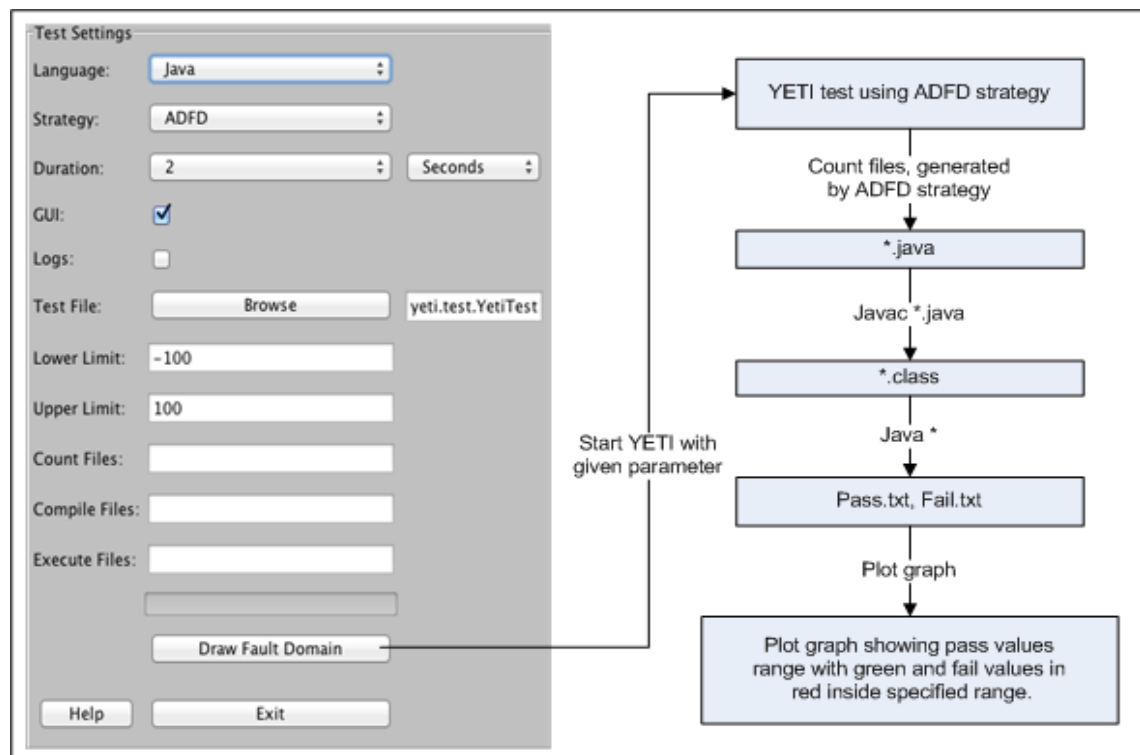 Test Settings
Language: Java
Strategy: ADFD
Duration: 2 Seconds
GUI:
Logs:
Test File: Browse yeti.test.YetiTest
Lower Limit: -100
Upper Limit: 100
Count Files:
Compile Files:
Execute Files:
Draw Fault Domain
Help Exit
Start YETI with
given parameter
YETI test using ADFD strategy
Count files, generated
by ADFD strategy
*.java
Javac *.java
*.class
Java *
Pass.txt, Fail.txt
Plot graph
Plot graph showing pass values
range with green and fail values in
red inside specified range.